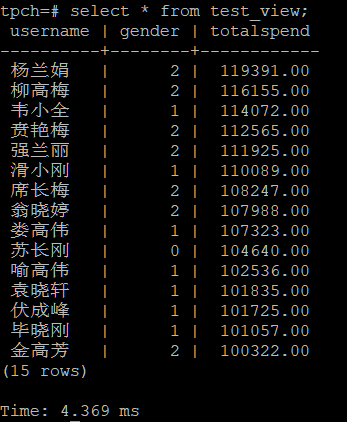 tpch=# select * from test_view;
username | gender | totalspend
----------+--------+------------
杨兰娟 | 2 | 119391.00
柳高梅 | 2 | 116155.00
韦小全 | 1 | 114072.00
贲艳梅 | 2 | 112565.00
强兰丽 | 2 | 111925.00
滑小刚 | 1 | 110089.00
席长梅 | 2 | 108247.00
翁晓婷 | 2 | 107988.00
娄高伟 | 1 | 107323.00
苏长刚 | 0 | 104640.00
喻高伟 | 1 | 102536.00
袁晓轩 | 1 | 101835.00
伏成峰 | 1 | 101725.00
毕晓刚 | 1 | 101057.00
金高芳 | 2 | 100322.00
(15 rows)
Time: 4.369 ms